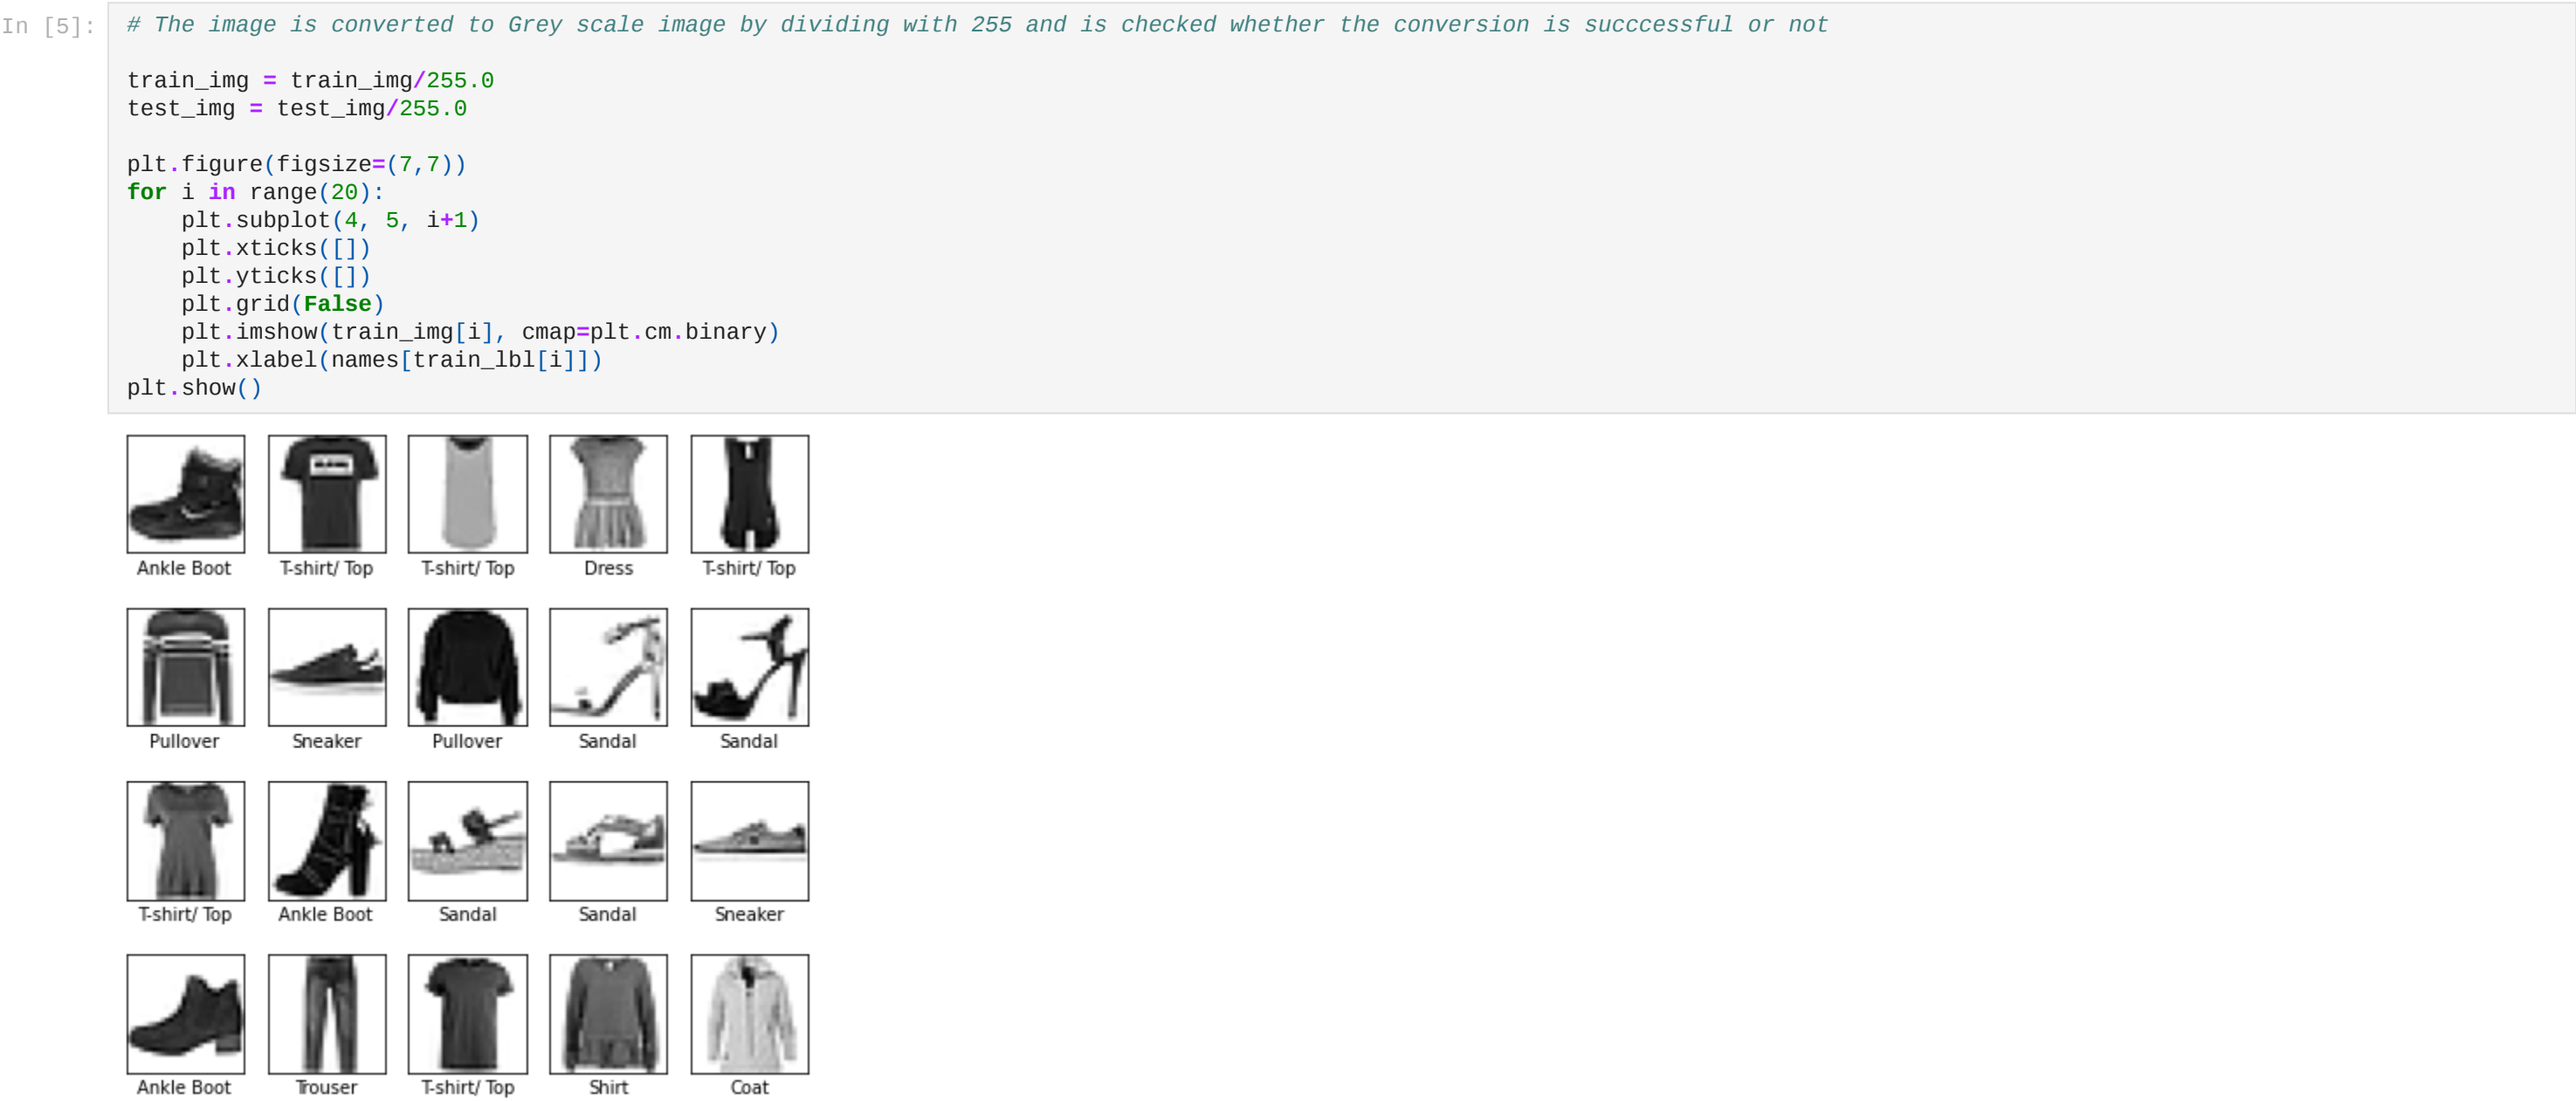 In [5]:
# The image is converted to Grey scale image by dividing with 255 and is checked whether the conversion is succcessful or not
train_img = train_img/255.0
test_img = test_img/255.0
plt.figure(figsize=(7,7))
for i in range(20):
    plt.subplot(4, 5, i+1)
    plt.xticks([])
    plt.yticks([])
    plt.grid(False)
    plt.imshow(train_img[i], cmap=plt.cm.binary)
    plt.xlabel(names[train_lbl[i]])
plt.show()
Ankle Boot T-shirt/ Top T-shirt/ Top Dress T-shirt/ Top
Pullover Sneaker Pullover Sandal Sandal
T-shirt/ Top Ankle Boot Sandal Sandal Sneaker
Ankle Boot Trouser T-shirt/ Top Shirt Coat